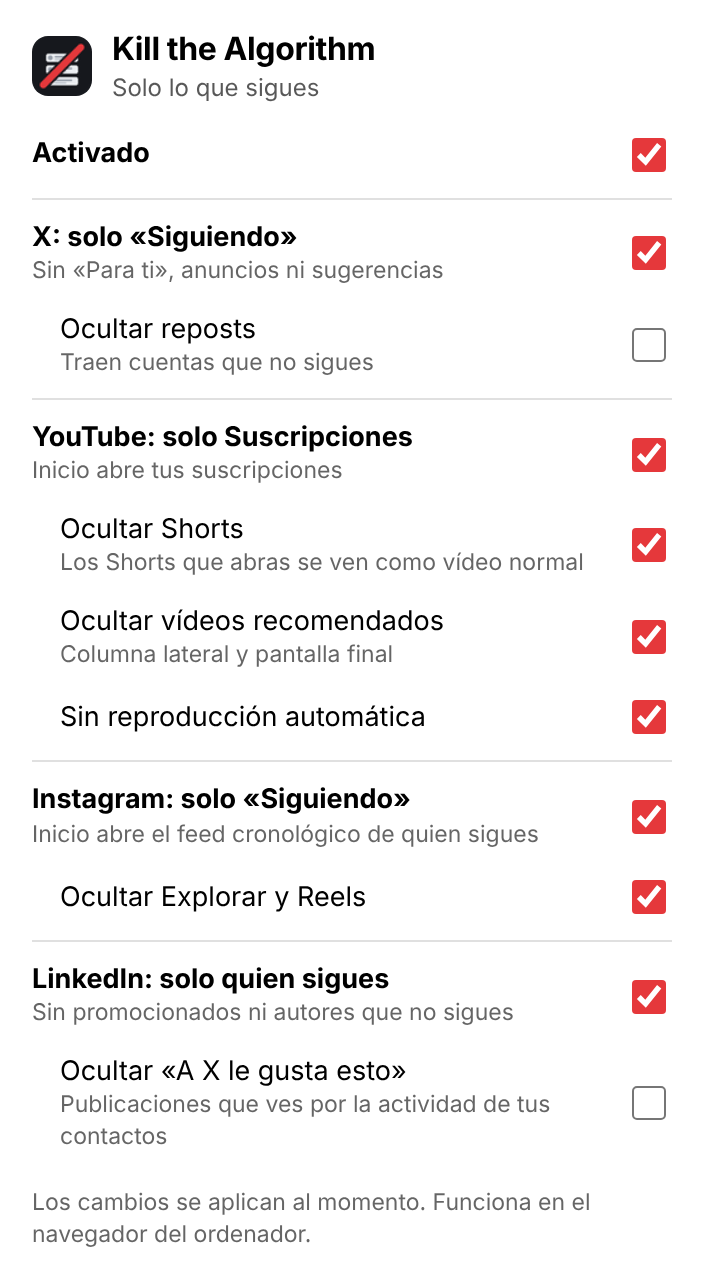 Kill the Algorithm
Solo lo que sigues
Activado
X: solo «Siguiendo»
Sin «Para ti», anuncios ni sugerencias
Ocultar reposts
Traen cuentas que no sigues
YouTube: solo Suscripciones
Inicio abre tus suscripciones
Ocultar Shorts
Los Shorts que abras se ven como vídeo normal
Ocultar vídeos recomendados
Columna lateral y pantalla final
Sin reproducción automática
Instagram: solo «Siguiendo»
Inicio abre el feed cronológico de quien sigues
Ocultar Explorar y Reels
LinkedIn: solo quien sigues
Sin promocionados ni autores que no sigues
Ocultar «A X le gusta esto»
Publicaciones que ves por la actividad de tus
contactos
Los cambios se aplican al momento. Funciona en el
navegador del ordenador.